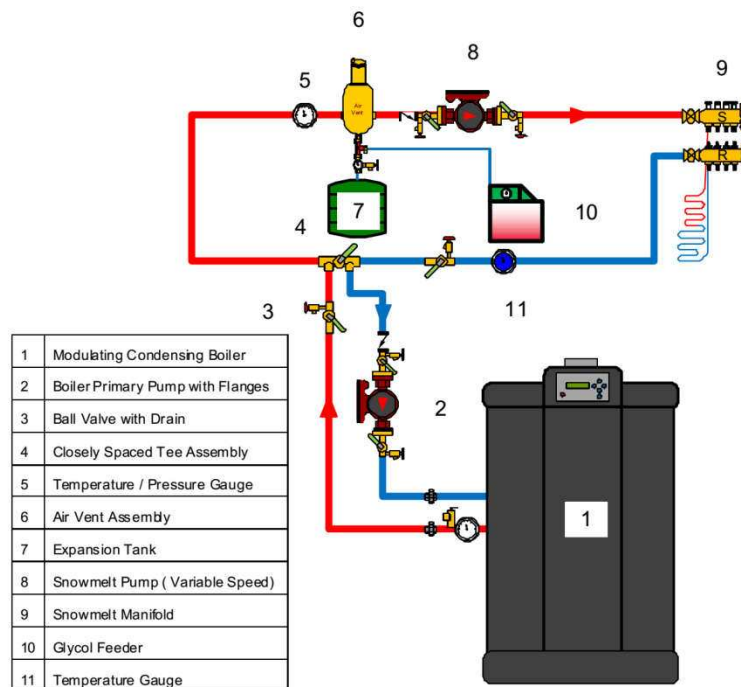 6
8
5
9
Air
Vent
S
R
7
10
4
11
3
2
1
1 Modulating Condensing Boiler
2 Boiler Primary Pump with Flanges
3 Ball Valve with Drain
4 Closely Spaced Tee Assembly
5 Temperature / Pressure Gauge
6 Air Vent Assembly
7 Expansion Tank
8 Snowmelt Pump ( Variable Speed)
9 Snowmelt Manifold
10 Glycol Feeder
11 Temperature Gauge